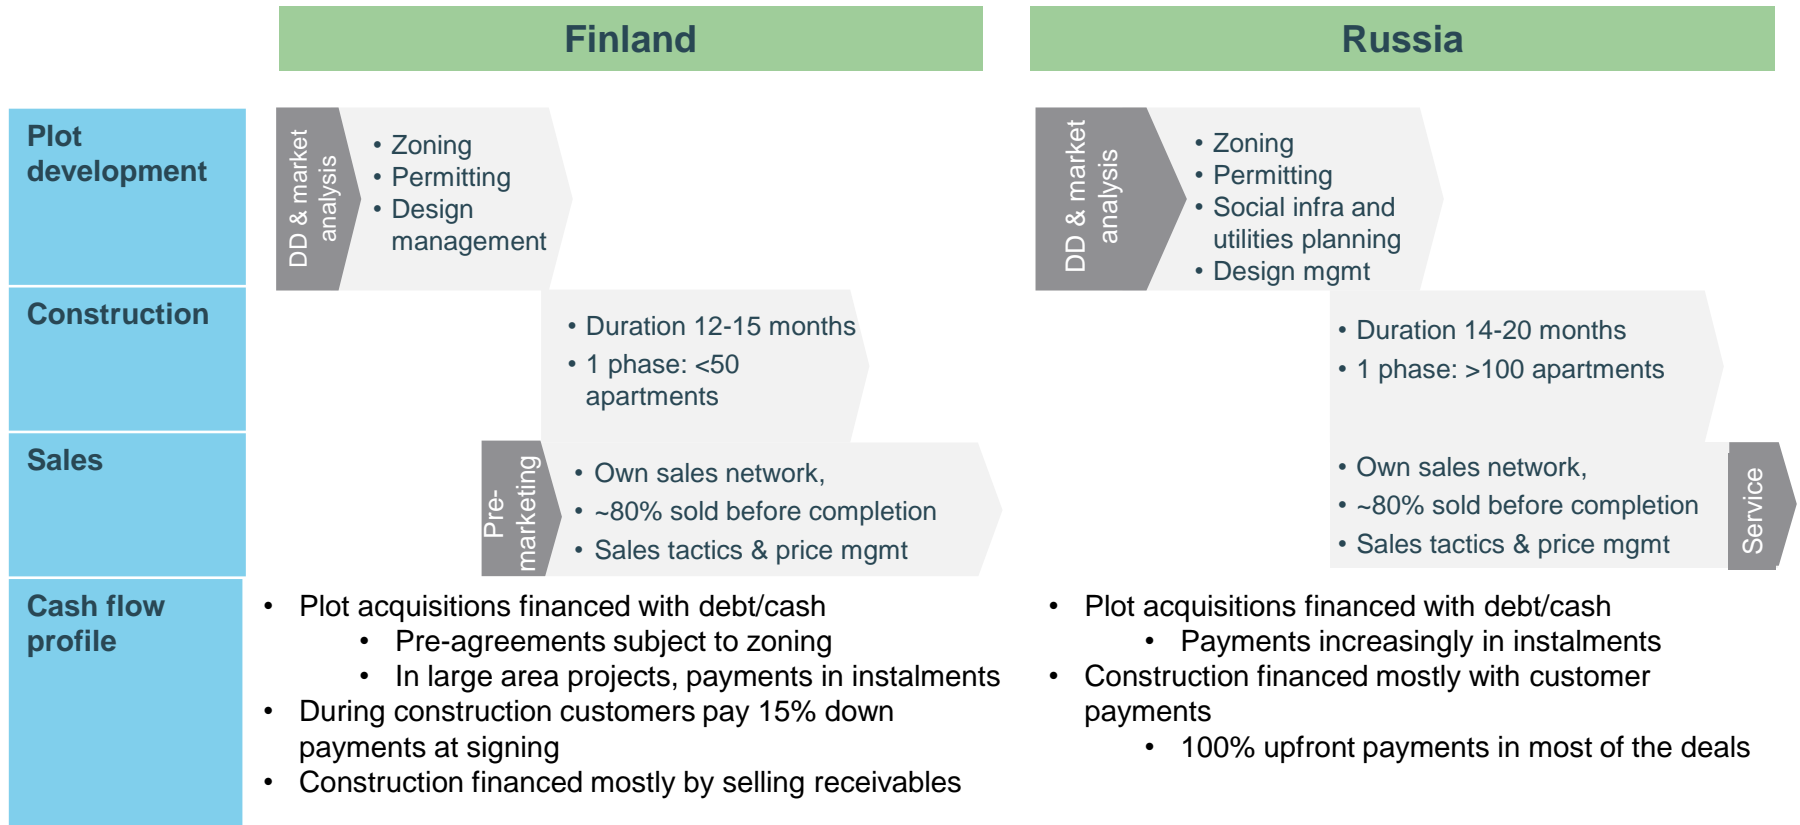 Finland
Russia
Plot
development
DD & market
analysis
• Zoning
• Permitting
• Design
management
DD & market
analysis
• Zoning
• Permitting
• Social infra and
utilities planning
• Design mgmt
Construction
• Duration 12-15 months
• 1 phase: <50
apartments
• Duration 14-20 months
• 1 phase: >100 apartments
Sales
Pre-
marketing
• Own sales network,
• ~80% sold before completion
• Sales tactics & price mgmt
• Own sales network,
• ~80% sold before completion
• Sales tactics & price mgmt
Service
Cash flow
profile
• Plot acquisitions financed with debt/cash
• Pre-agreements subject to zoning
• In large area projects, payments in instalments
• During construction customers pay 15% down
payments at signing
• Construction financed mostly by selling receivables
• Plot acquisitions financed with debt/cash
• Payments increasingly in instalments
• Construction financed mostly with customer
payments
• 100% upfront payments in most of the deals